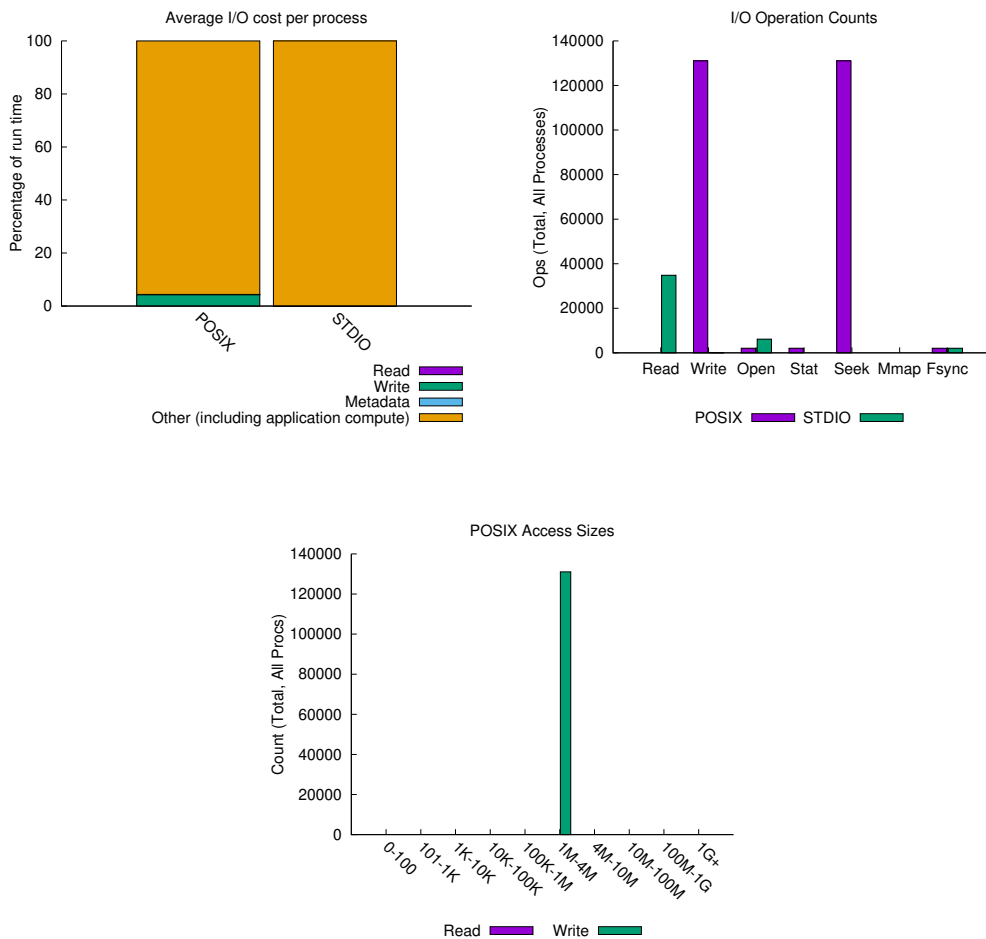 Average I/O cost per process
100
80
60
40
20
0
Percentage of run time
POSIX
STDIO
Read
Write
Metadata
Other (including application compute)
I/O Operation Counts
140000
120000
100000
80000
60000
40000
20000
0
Ops (Total, All Processes)
Read Write Open Stat Seek Mmap Fsync
POSIX STDIO
POSIX Access Sizes
140000
120000
100000
80000
60000
40000
20000
0
Count (Total, All Procs)
0-100
101-1K
1K-10K
10K-100K
100K-1M
1M-4M
4M-10M
10M-100M
100M-1G
1G+
Read Write